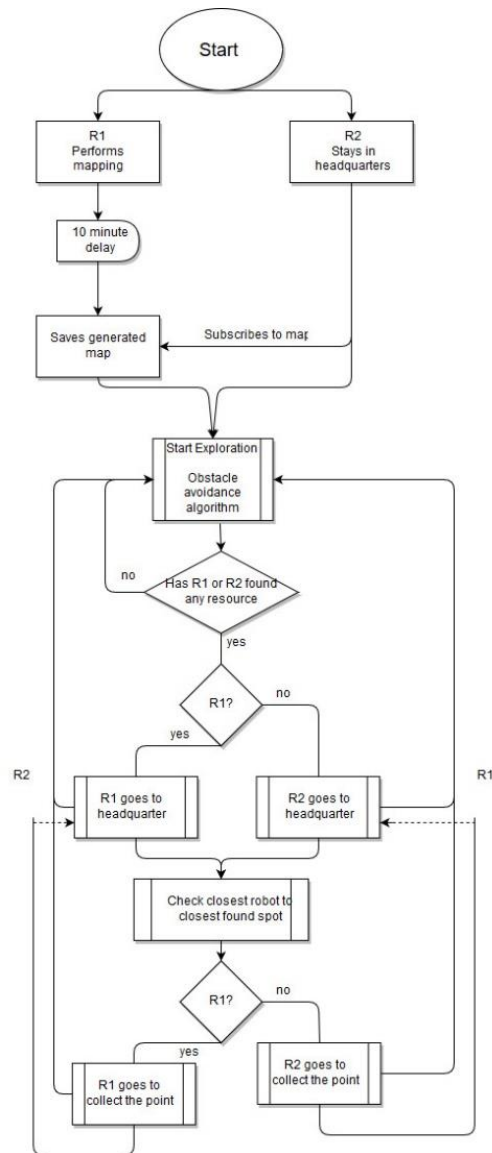 Start
R1
Performs
mapping
R2
Stays in
headquarters
10 minute
delay
Saves generated
map
Subscribes to map
Start Exploration
Obstacle
avoidance
algorithm
no
Has R1 or R2 found
any resource
yes
R1?
no
yes
R2
R1
R1 goes to
headquarter
R2 goes to
headquarter
Check closest robot to
closest found spot
R1?
no
yes
R1 goes to
collect the point
R2 goes to
collect the point